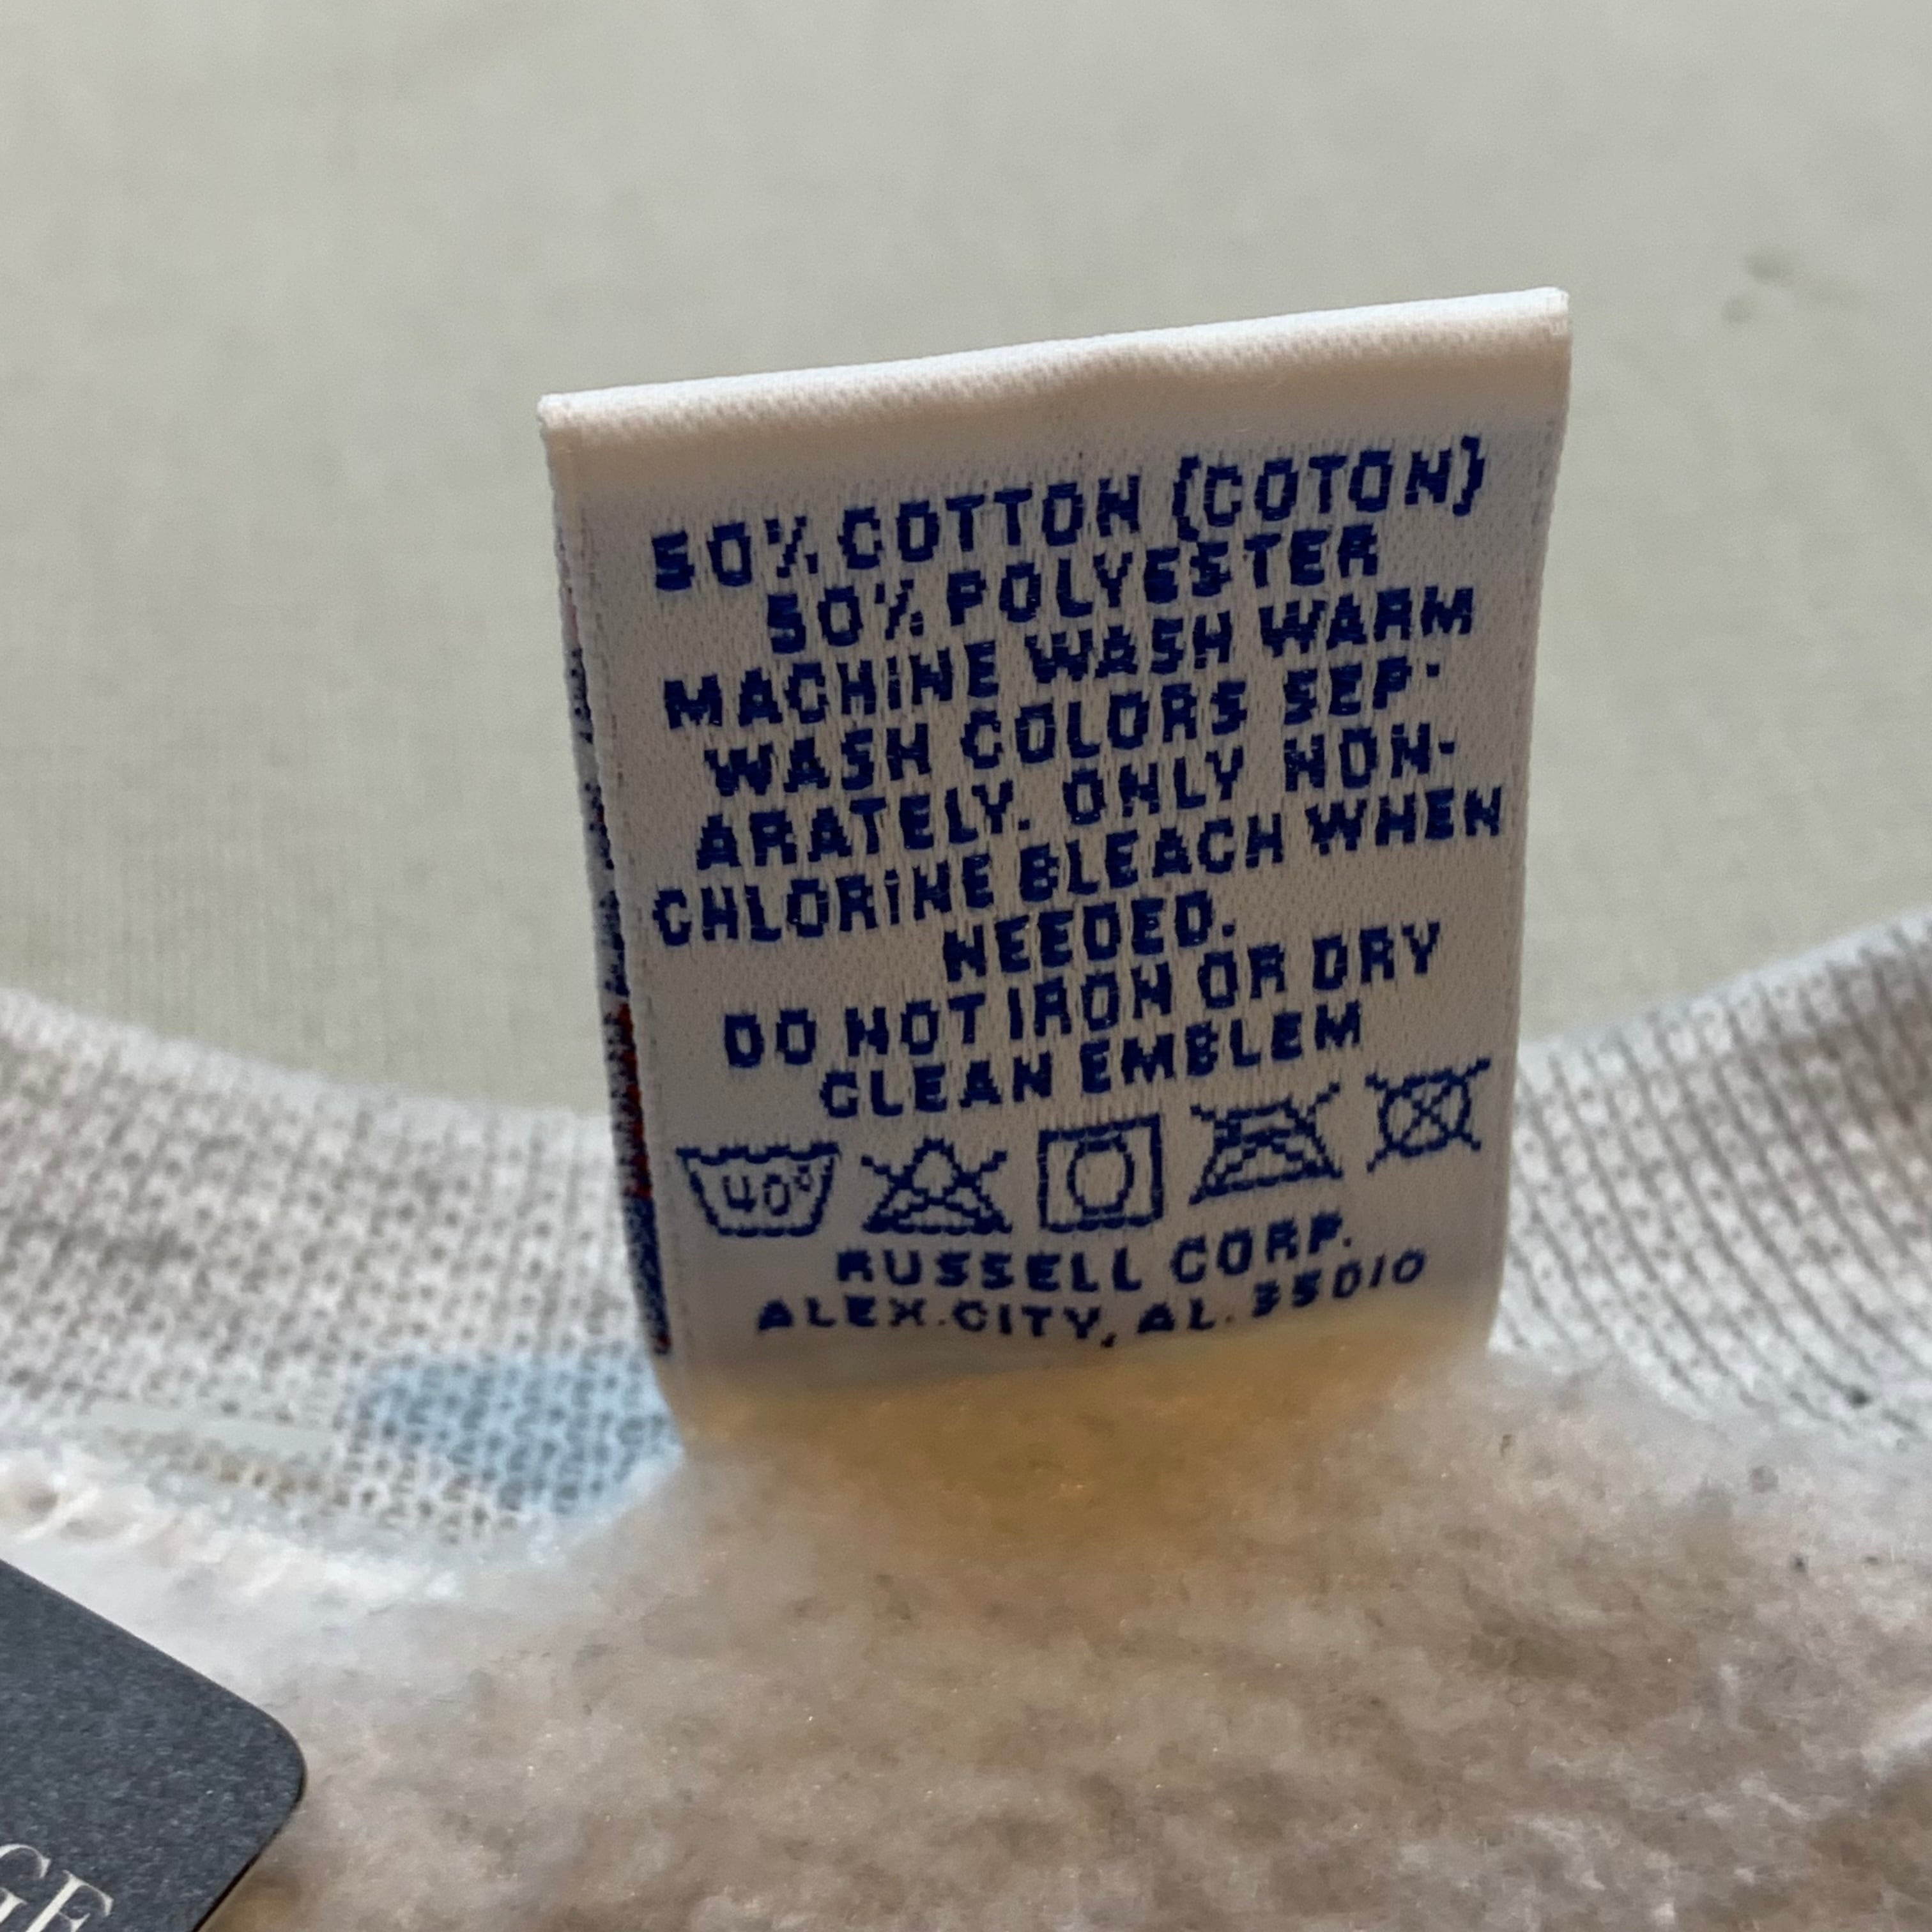 50% COTTON {COTON}
50% POLYESTER
MACHINE WASH WARM
WASH COLORS SEP-
ARATELY. ONLY NON-
CHLORINE BLEACH WHEN
NEEDED.
DO NOT IRON OR DRY
CLEAN EMBLEM
40°
RUSSELL CORP.
ALEX.CITY, AL. 35010
GE